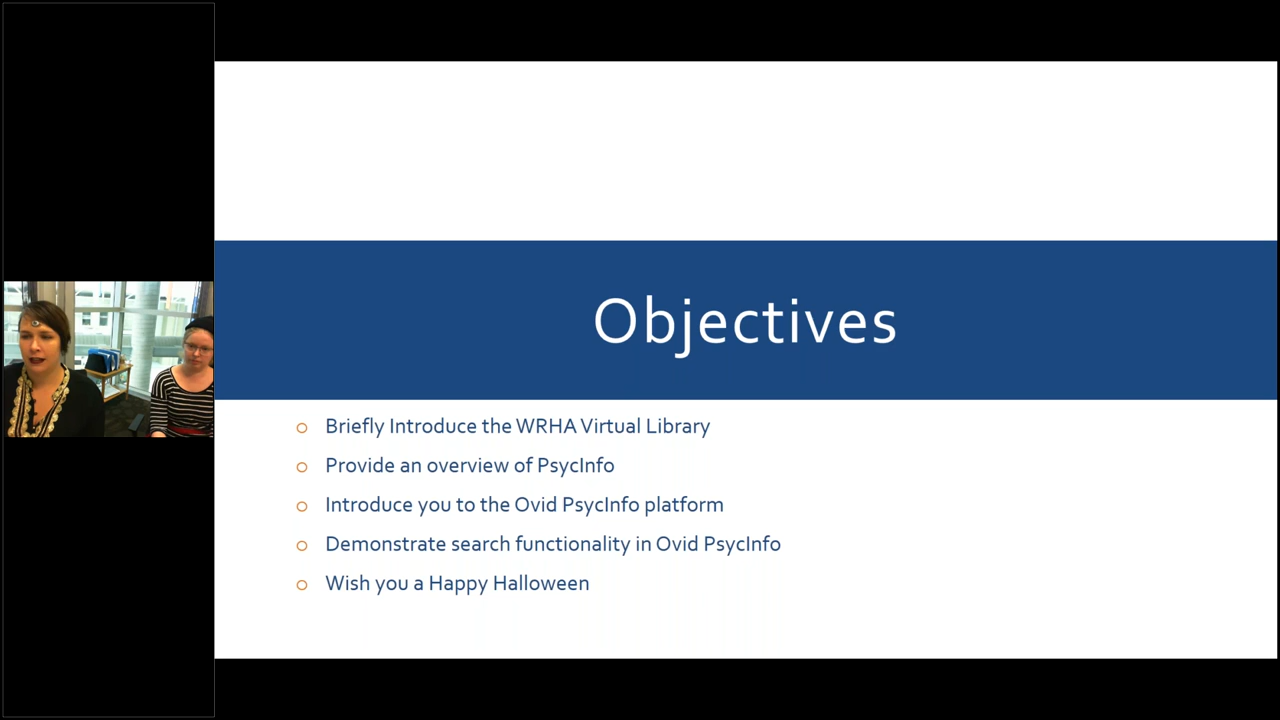 Objectives
Briefly Introduce the WRHA Virtual Library
Provide an overview of PsycInfo
Introduce you to the Ovid PsycInfo platform
Demonstrate search functionality in Ovid PsycInfo
Wish you a Happy Halloween